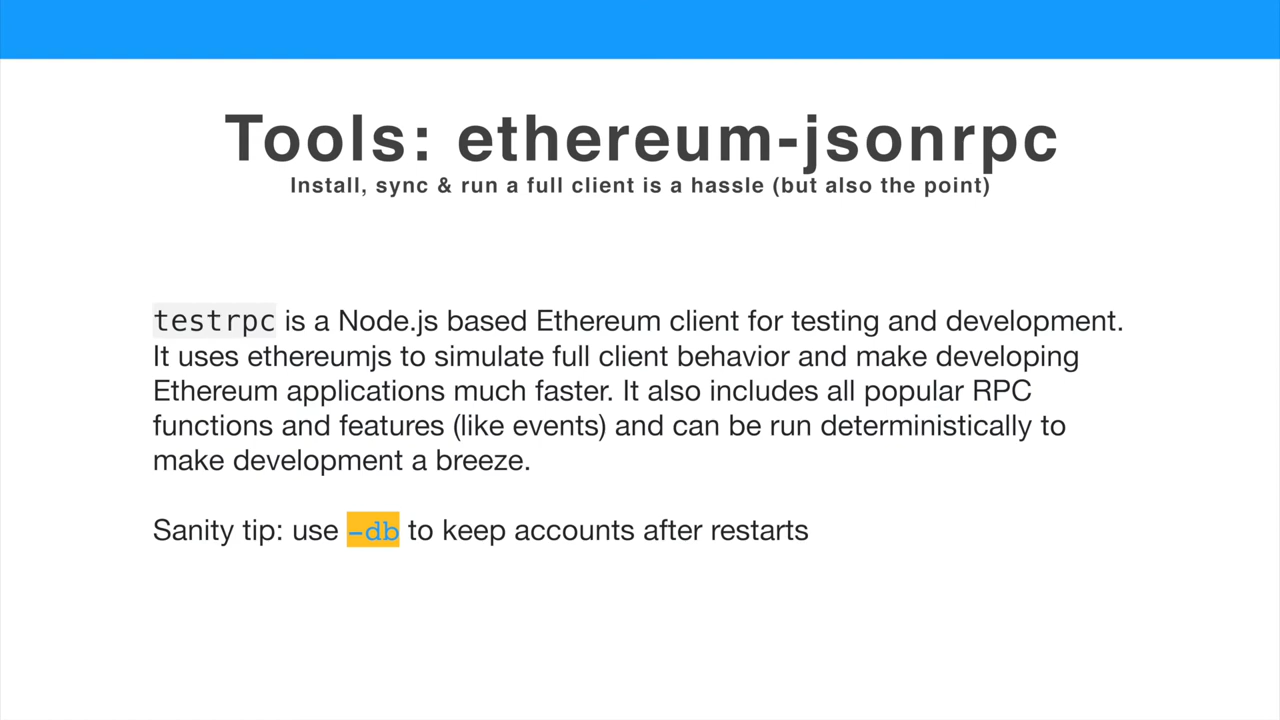 Tools: ethereum-jsonrpc
Install, sync & run a full client is a hassle (but also the point)
testrpc is a Node.js based Ethereum client for testing and development.
It uses ethereumjs to simulate full client behavior and make developing
Ethereum applications much faster. It also includes all popular RPC
functions and features (like events) and can be run deterministically to
make development a breeze.
Sanity tip: use -db to keep accounts after restarts